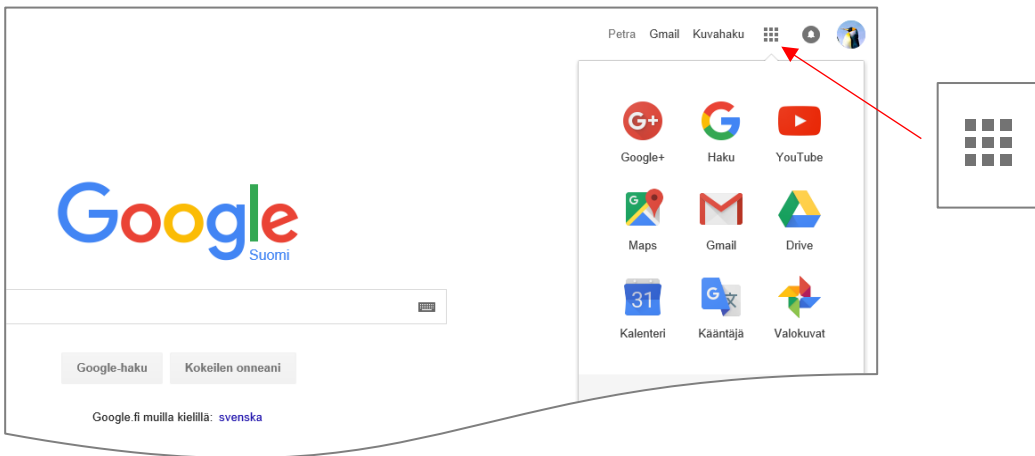 Petra Gmail Kuvahaku
G+
Google+ Haku YouTube
G
Maps Gmail Drive
31 G 文
Kalenteri Kääntäjä Valokuvat
Google
Suomi
Google-haku Kokeilen onneani
Google.fi muilla kielillä: svenska